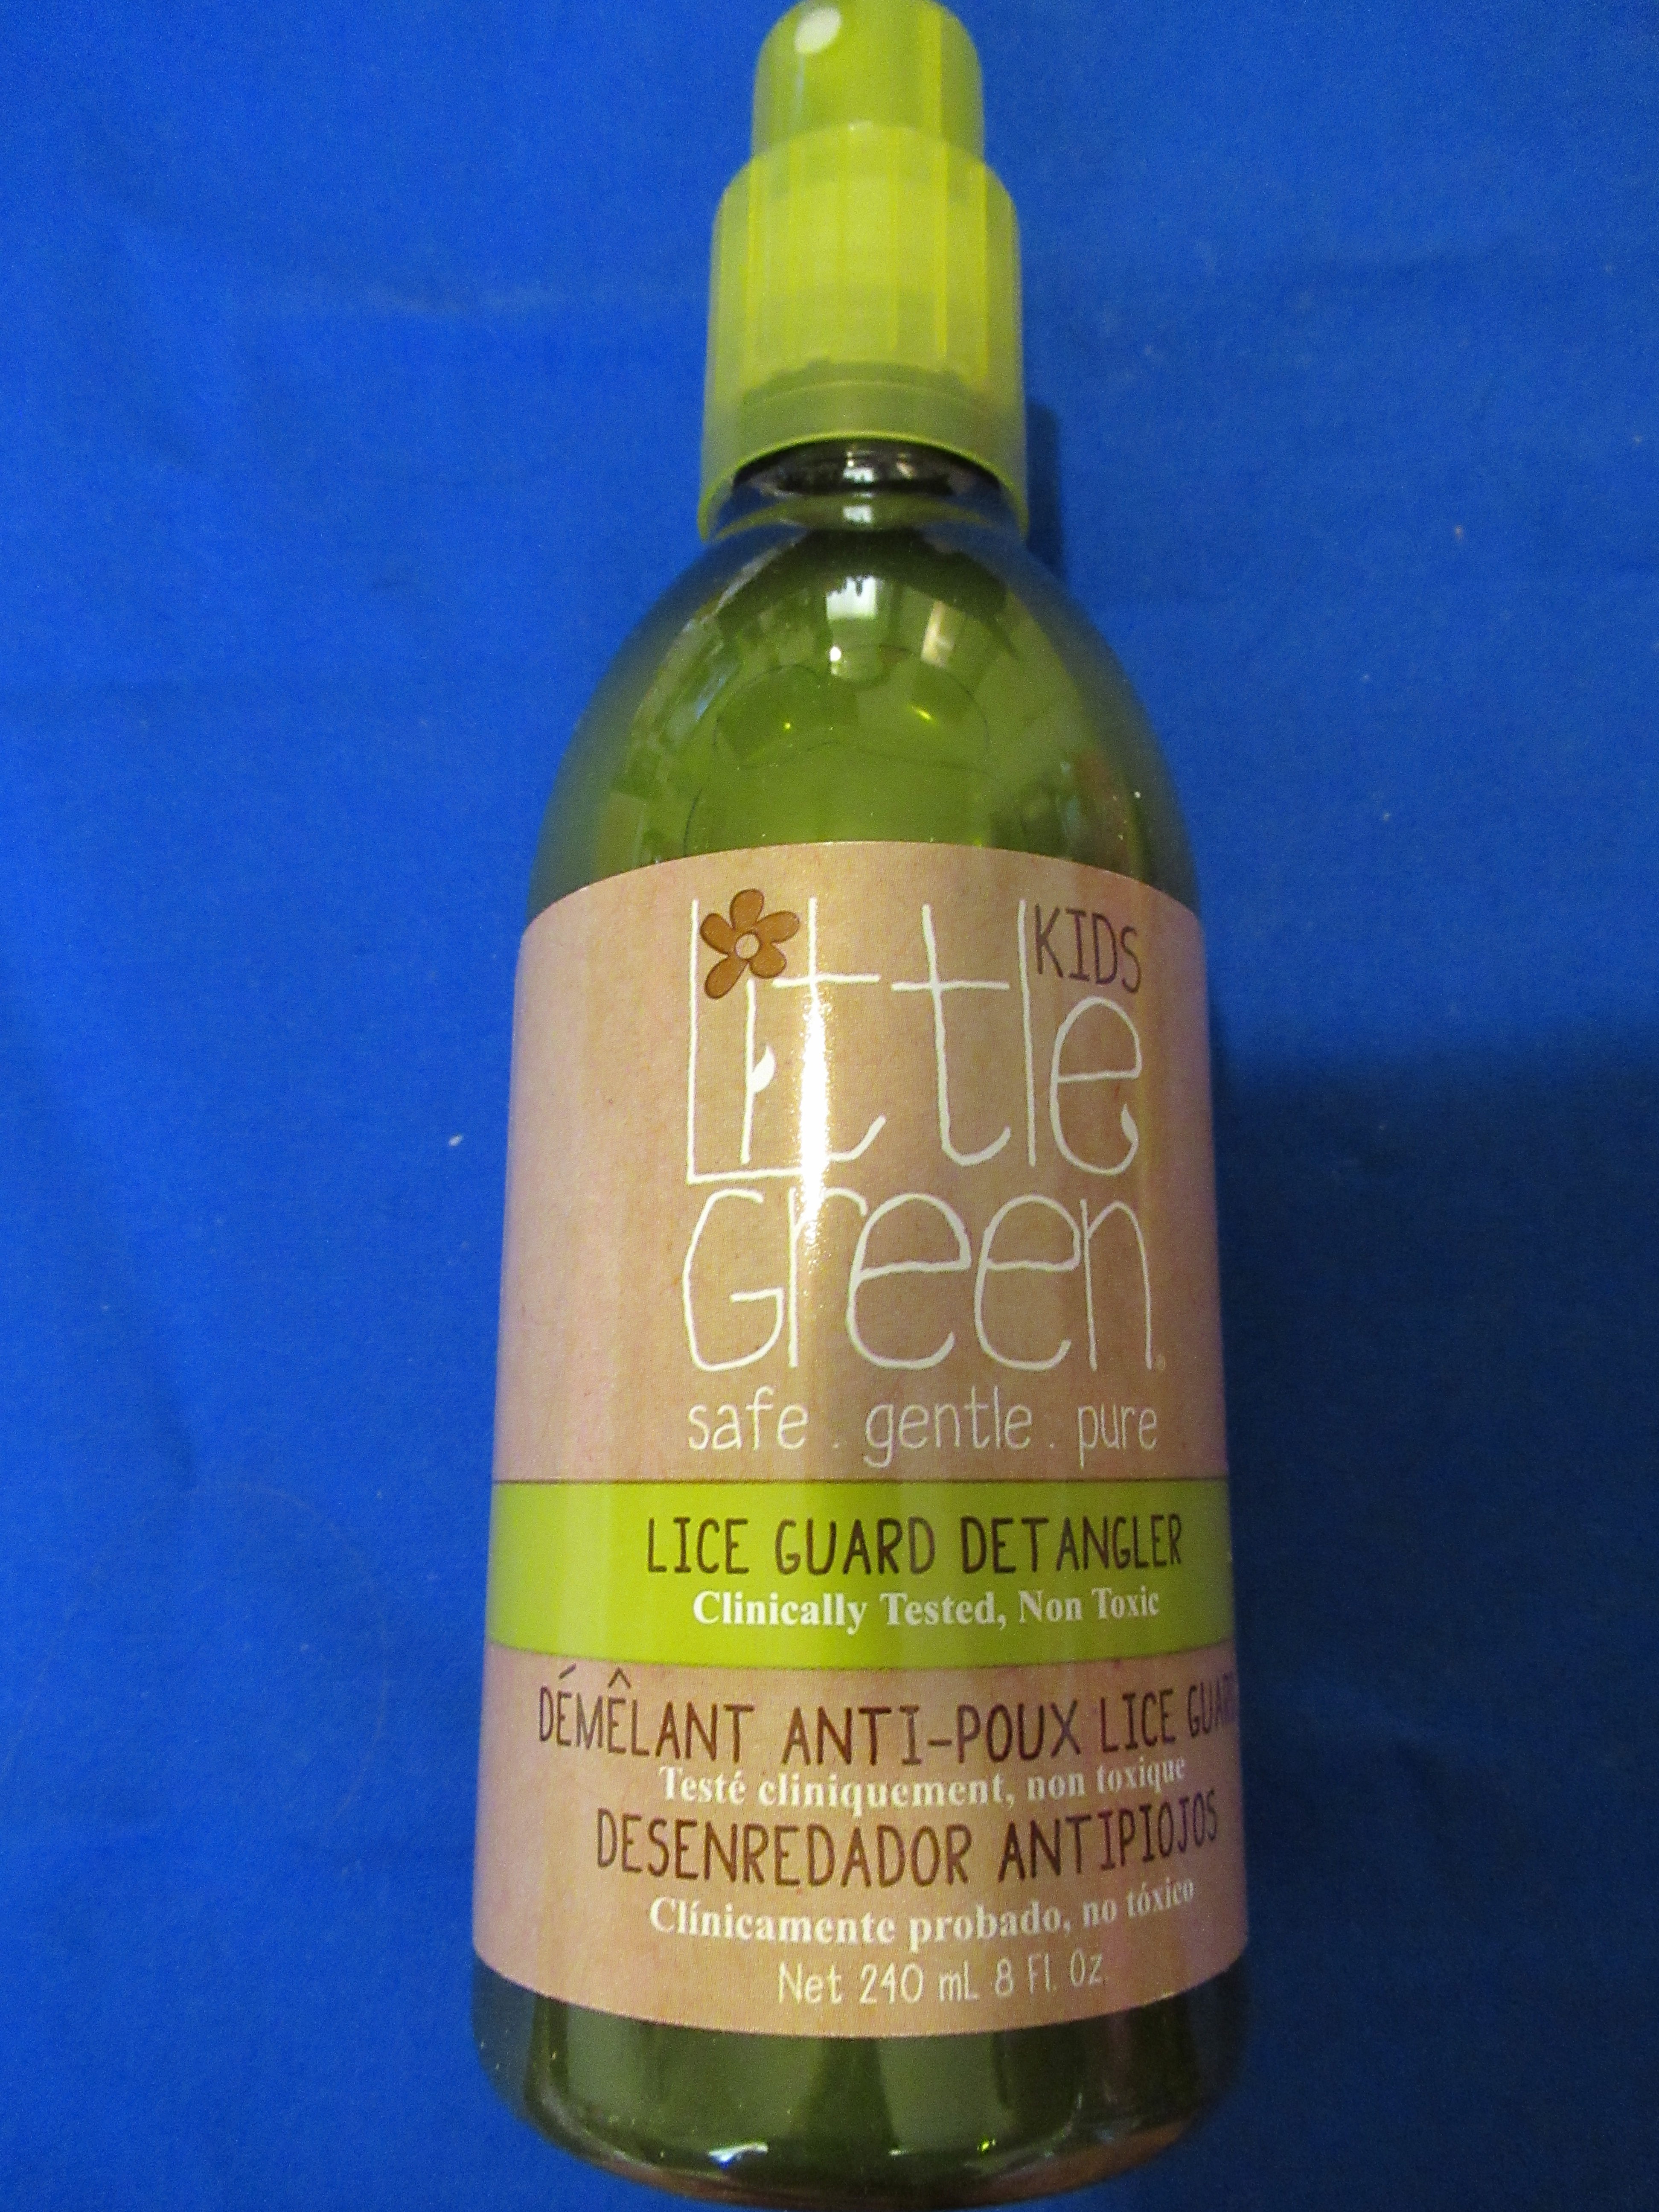 KIDS
Little
Green®
safe . gentle . pure
LICE GUARD DETANGLER
Clinically Tested, Non Toxic
DÉMÊLANT ANTI-POUX LICE GUARD
Testé cliniquement, non toxique
DESENREDADOR ANTIPIOJOS
Clínicamente probado, no tóxico
Net 240 mL 8 Fl. Oz.